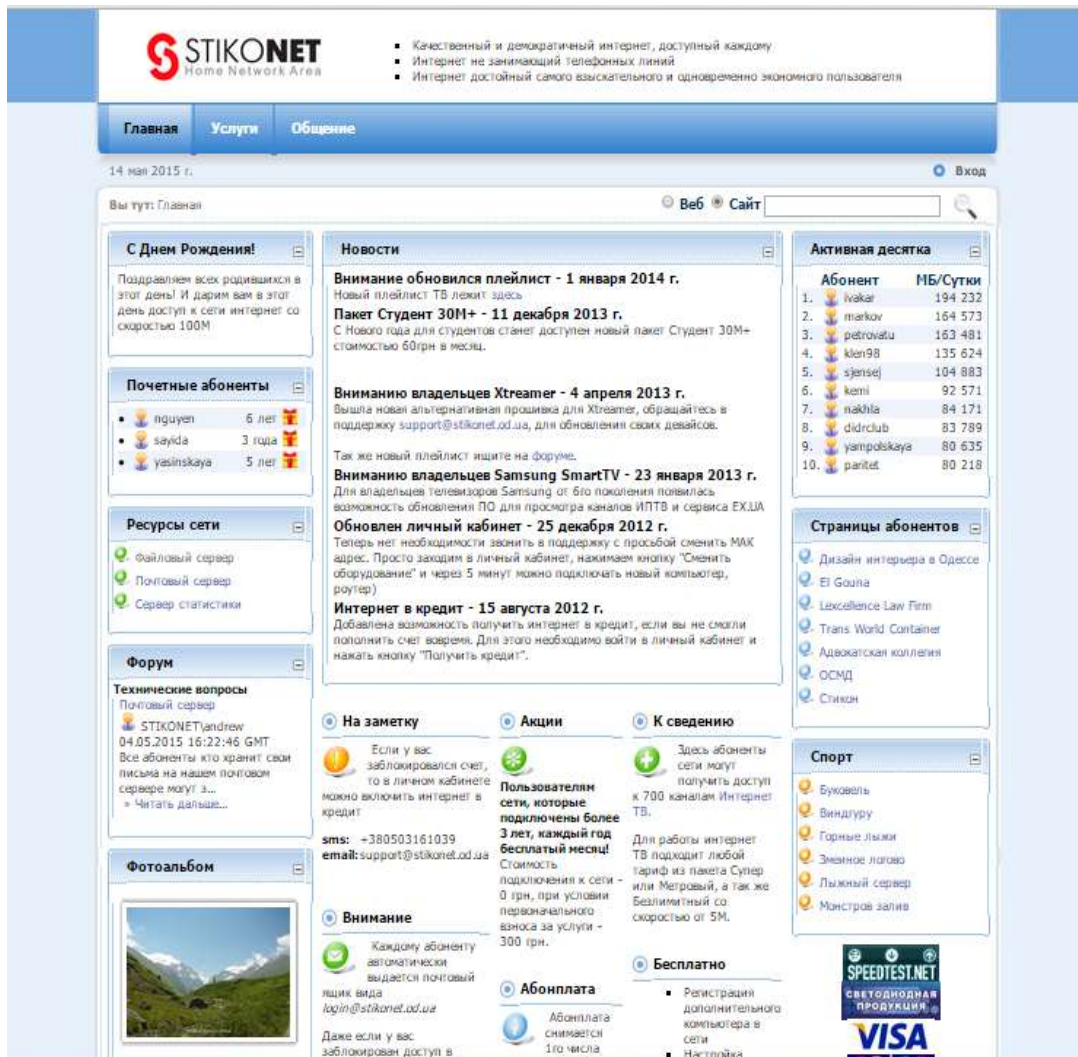 STIKONET
Home Network Area
Качественный и демократичный интернет, доступный каждому
Интернет не занимающий телефонных линий
Интернет достойный самого взыскательного и одновременно экономного пользователя
Главная Услуги Общение
14 мая 2015 г.
Вход
Вы тут: Главная
Веб Сайт
С Днем Рождения!
Поздравляем всех родившихся в
этот день! И дарим вам в этот
день доступ к сети интернет со
скоростью 100М
Почетные абоненты
nguyen 6 лет
sayida 3 года
yasinskaya 5 лет
Ресурсы сети
Файловый сервер
Почтовый сервер
Сервер статистики
Форум
Технические вопросы
Почтовый сервер
STIKONET\andrew
04.05.2015 16:22:46 GMT
Все абоненты кто хранит свои
письма на нашем почтовом
сервере могут з...
» Читать дальше...
Фотоальбом
Новости
Внимание обновился плейлист - 1 января 2014 г.
Новый плейлист ТВ лежит здесь
Пакет Студент 30М+ - 11 декабря 2013 г.
С Нового года для студентов станет доступен новый пакет Студент 30М+
стоимостью 60грн в месяц.
Вниманию владельцев Xtreamer - 4 апреля 2013 г.
Вышла новая альтернативная прошивка для Xtreamer, обращайтесь в
поддержку support@stikonet.od.ua, для обновления своих девайсов.
Так же новый плейлист ищите на форуме.
Вниманию владельцев Samsung SmartTV - 23 января 2013 г.
Для владельцев телевизоров Samsung от 6го поколения появилась
возможность обновления ПО для просмотра каналов ИПТВ и сервиса EX.UA
Обновлен личный кабинет - 25 декабря 2012 г.
Теперь нет необходимости звонить в поддержку с просьбой сменить МАК
адрес. Просто заходим в личный кабинет, нажимаем кнопку "Сменить
оборудование" и через 5 минут можно подключать новый компьютер,
роутер)
Интернет в кредит - 15 августа 2012 г.
Добавлена возможность получить интернет в кредит, если вы не смогли
пополнить счет вовремя. Для этого необходимо войти в личный кабинет и
нажать кнопку "Получить кредит".
На заметку
Если у вас
заблокировался счет,
то в личном кабинете
можно включить интернет в
кредит
sms: +380503161039
email: support@stikonet.od.ua
Внимание
Каждому абоненту
автоматически
выдается почтовый
ящик вида
login@stikonet.od.ua
Даже если у вас
заблокирован доступ в
Акции
Пользователям
сети, которые
подключены более
3 лет, каждый год
бесплатный месяц!
Стоимость
подключения к сети -
0 грн, при условии
первоначального
взноса за услуги -
300 грн.
Абонплата
Абонплата
снимается
1го числа
К сведению
Здесь абоненты
сети могут
получить доступ
к 700 каналам Интернет
ТВ.
Для работы интернет
ТВ подходит любой
тариф из пакета Супер
или Метровый, а так же
Безлимитный со
скоростью от 5М.
Бесплатно
Регистрация
дополнительного
компьютера в
сети
Настройка
Активная десятка
Абонент МБ/Сутки
1. ivakar 194 232
2. markov 164 573
3. petrovatu 163 481
4. klen98 135 624
5. sjensej 104 883
6. kemi 92 571
7. nakhla 84 171
8. didrclub 83 789
9. yampolskaya 80 635
10. paritet 80 218
Страницы абонентов
Дизайн интерьера в Одессе
El Gouna
Lexcellence Law Firm
Trans World Container
Адвокатская коллегия
ОСМД
Стикон
Спорт
Буковель
Виндгуру
Горные лыжи
Змеиное логово
Лыжный сервер
Монстров залив
SPEEDTEST.NET
СВЕТОДИОДНАЯ
ПРОДУКЦИЯ
VISA